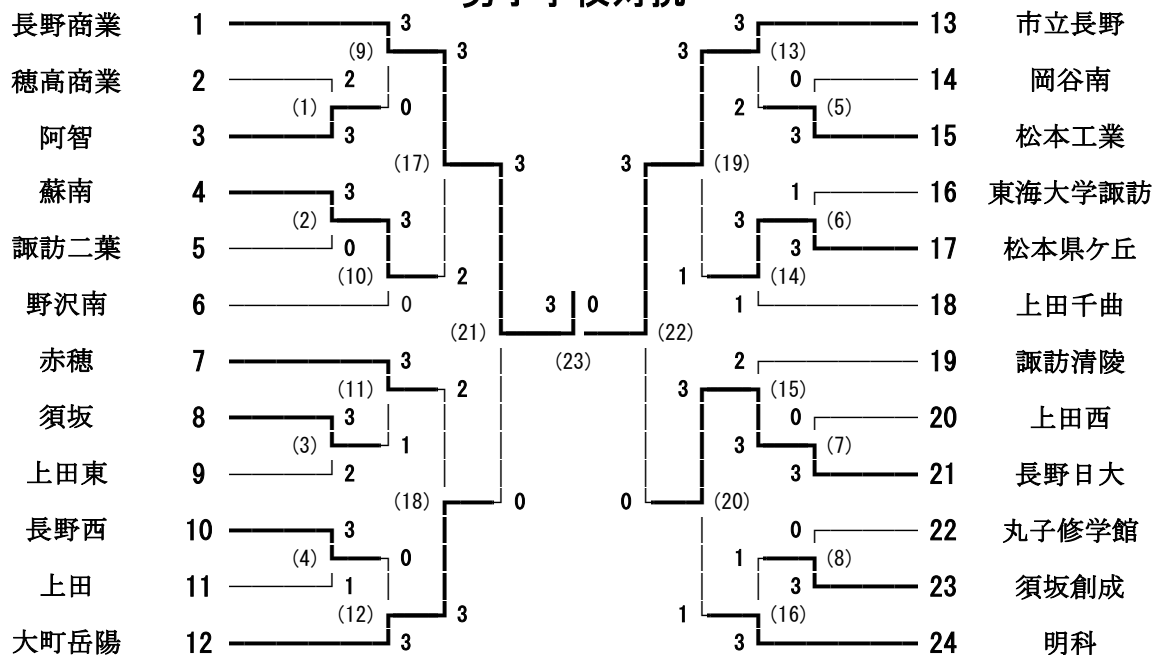 男子学校対抗
長野商業 1 3 3 13 市立長野
(9) 3 3 (13)
穂高商業 2 2 0 14 岡谷南
(1) 0 2 (5)
阿智 3 3 3 15 松本工業
(17) 3 3 (19)
蘇南 4 3 1 16 東海大学諏訪
(2) 3 3 (6)
諏訪二葉 5 0 3 17 松本県ケ丘
(10) 2 1 (14)
野沢南 6 0 3 0 1 18 上田千曲
(21) (22)
(23)
赤穂 7 3 2 19 諏訪清陵
(11) 2 3 (15)
須坂 8 3 0 20 上田西
(3) 1 3 (7)
上田東 9 2 3 21 長野日大
(18) 0 0 (20)
長野西 10 3 0 22 丸子修学館
(4) 0 1 (8)
上田 11 1 3 23 須坂創成
(12) 3 1 (16)
大町岳陽 12 3 3 24 明科